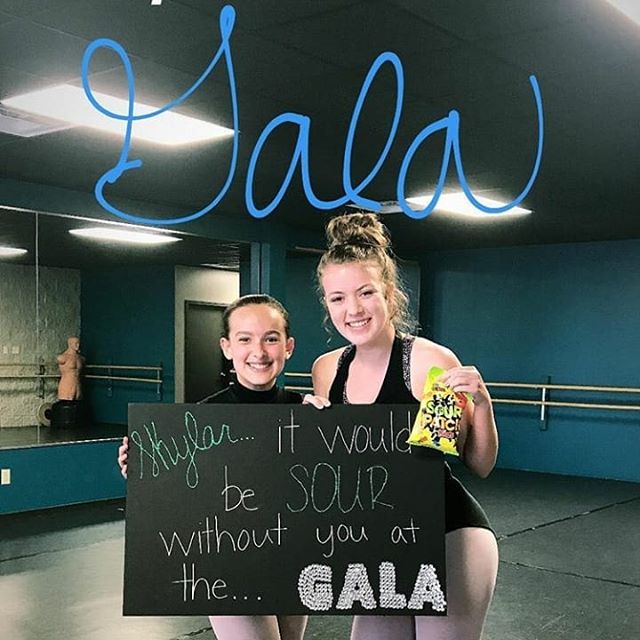 Gala
Skylar... it would
be SOUR
without you at
the... GALA
SOUR
PATCH